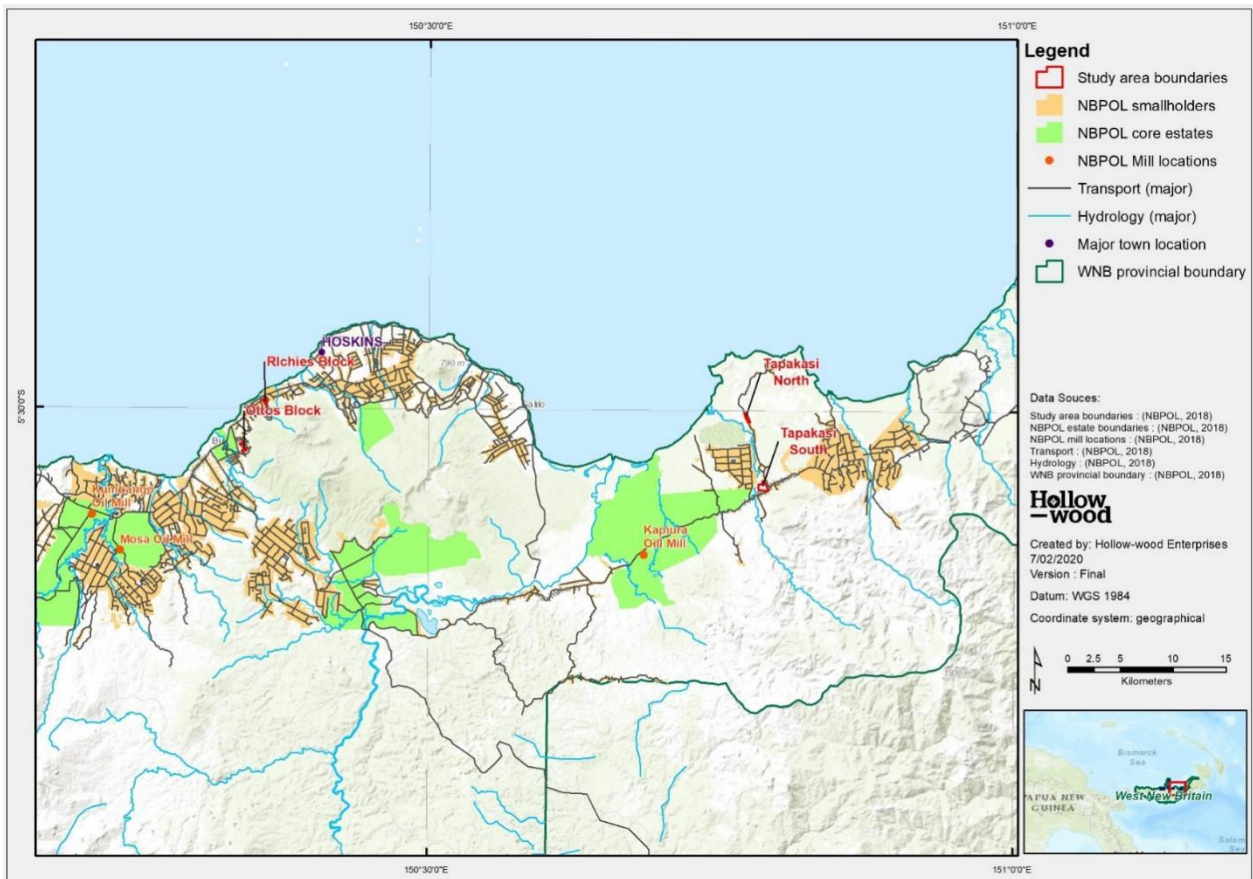 150°30'0"E
151°0'0"E
5°30'0"S
HOSKINS
RIchies Block
Ottos Block
790 m
Tapakasi
North
Tapakasi
South
Oil Mill
Mosa Oil Mill
Kapiura
Oill Mill
150°30'0"E
151°0'0"E
Legend
Study area boundaries
NBPOL smallholders
NBPOL core estates
NBPOL Mill locations
Transport (major)
Hydrology (major)
Major town location
WNB provincial boundary
Data Souces:
Study area boundaries : (NBPOL, 2018)
NBPOL estate boundaries : (NBPOL, 2018)
NBPOL mill locations : (NBPOL, 2018)
Transport : (NBPOL, 2018)
Hydrology : (NBPOL, 2018)
WNB provincial boundary : (NBPOL, 2018)
Hollow
—wood
Created by: Hollow-wood Enterprises
7/02/2020
Version : Final
Datum: WGS 1984
Coordinate system: geographical
N
0 2.5 5 10 15
Kilometers
Bismarck
Sea
West New Britain
PAPUA NEW
GUINEA
Solomon
Sea